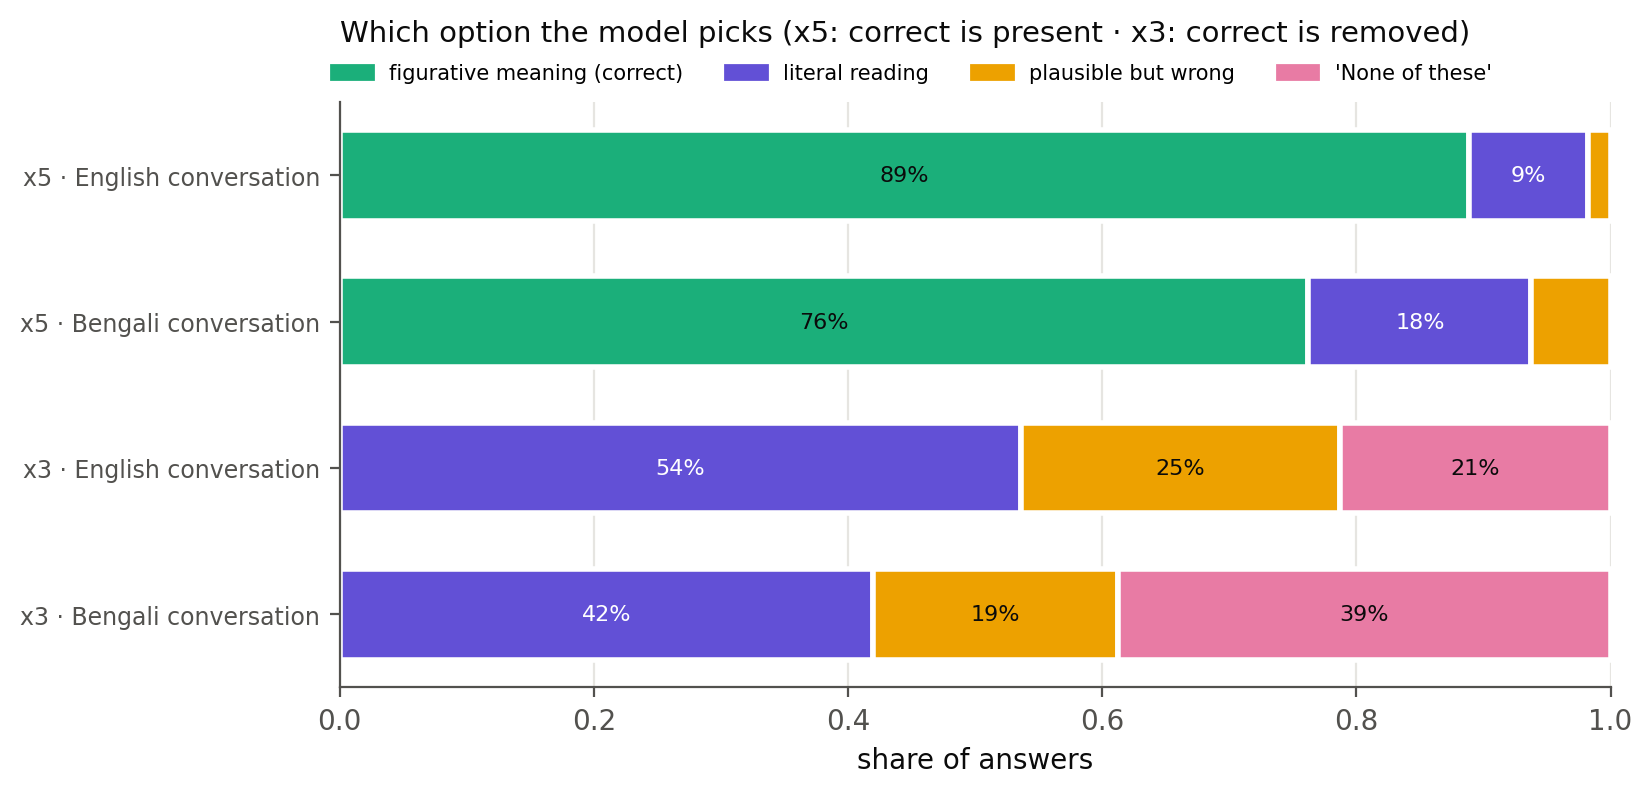 Which option the model picks (x5: correct is present · x3: correct is removed)
figurative meaning (correct) literal reading plausible but wrong 'None of these'
x5 · English conversation 89% 9%
x5 · Bengali conversation 76% 18%
x3 · English conversation 54% 25% 21%
x3 · Bengali conversation 42% 19% 39%
0.0 0.2 0.4 0.6 0.8 1.0
share of answers